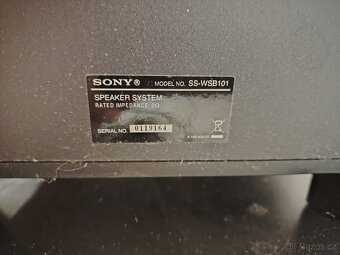 SONY® MODEL NO. SS-WSB101
SPEAKER SYSTEM
RATED IMPEDANCE 3Ω
SERIAL NO. 0119164